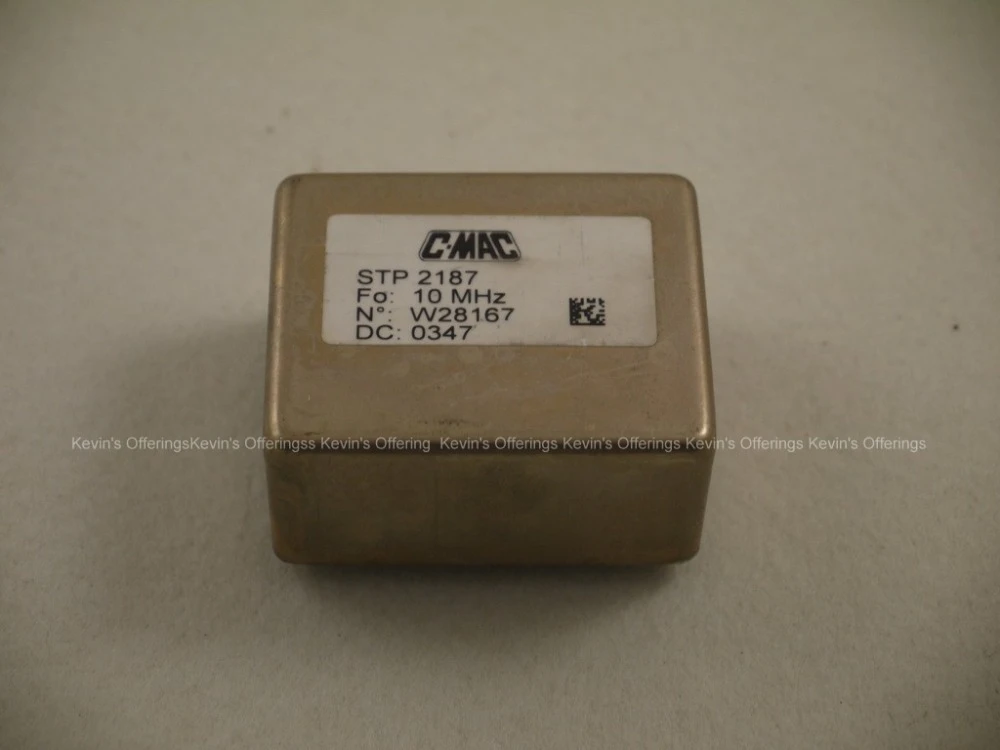 C·MAC
STP 2187
Fo: 10 MHz
N°: W28167
DC: 0347
Kevin's OfferingsKevin's Offeringss Kevin's Offering Kevin's Offerings Kevin's Offerings Kevin's Offerings Kevin's Offerings